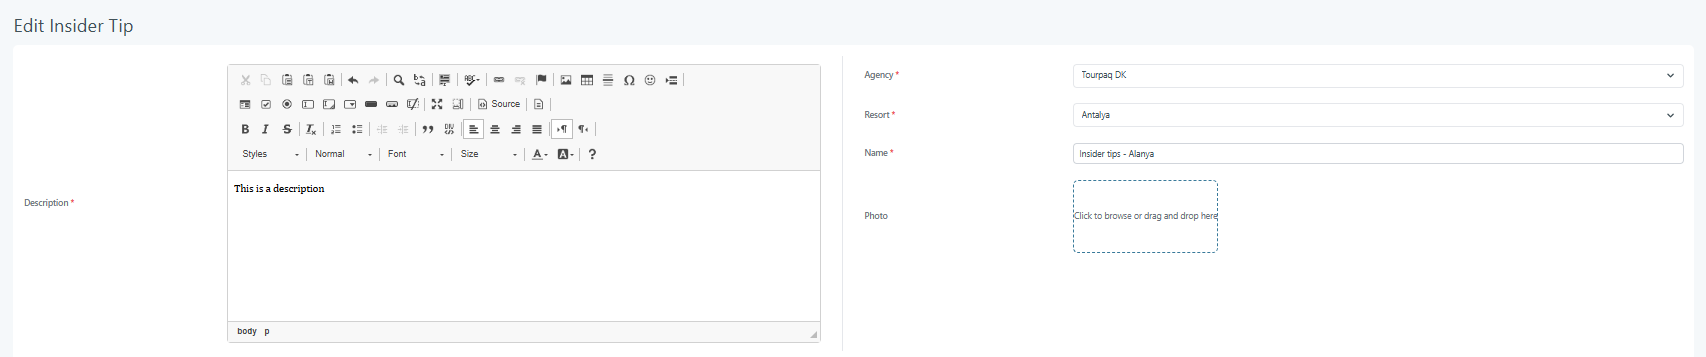 Edit Insider Tip
Source
Styles
Normal
Font
Size
Description *
This is a description
body p
Agency *
Tourpaq DK
Resort *
Antalya
Name *
Insider tips - Alanya
Photo
Click to browse or drag and drop here